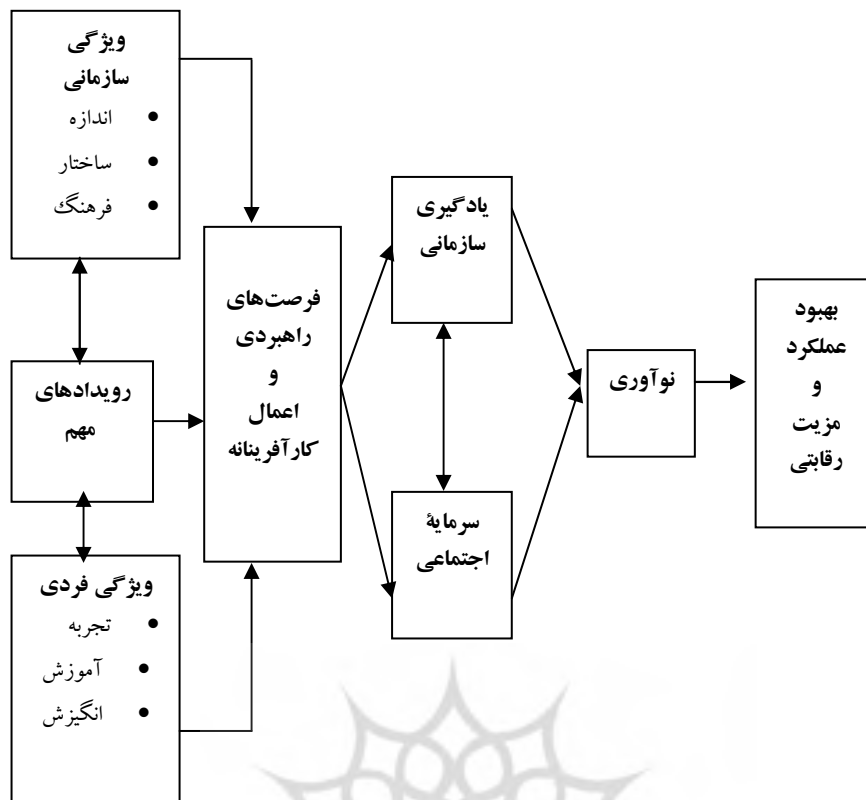 ویژگی
سازمانی
• اندازه
• ساختار
• فرهنگ
رویدادهای
مهم
ویژگی فردی
• تجربه
• آموزش
• انگیزش
فرصت‌های
راهبردی
و
اعمال
کارآفرینانه
یادگیری
سازمانی
سرمایۀ
اجتماعی
نوآوری
بهبود
عملکرد
و
مزیت
رقابتی